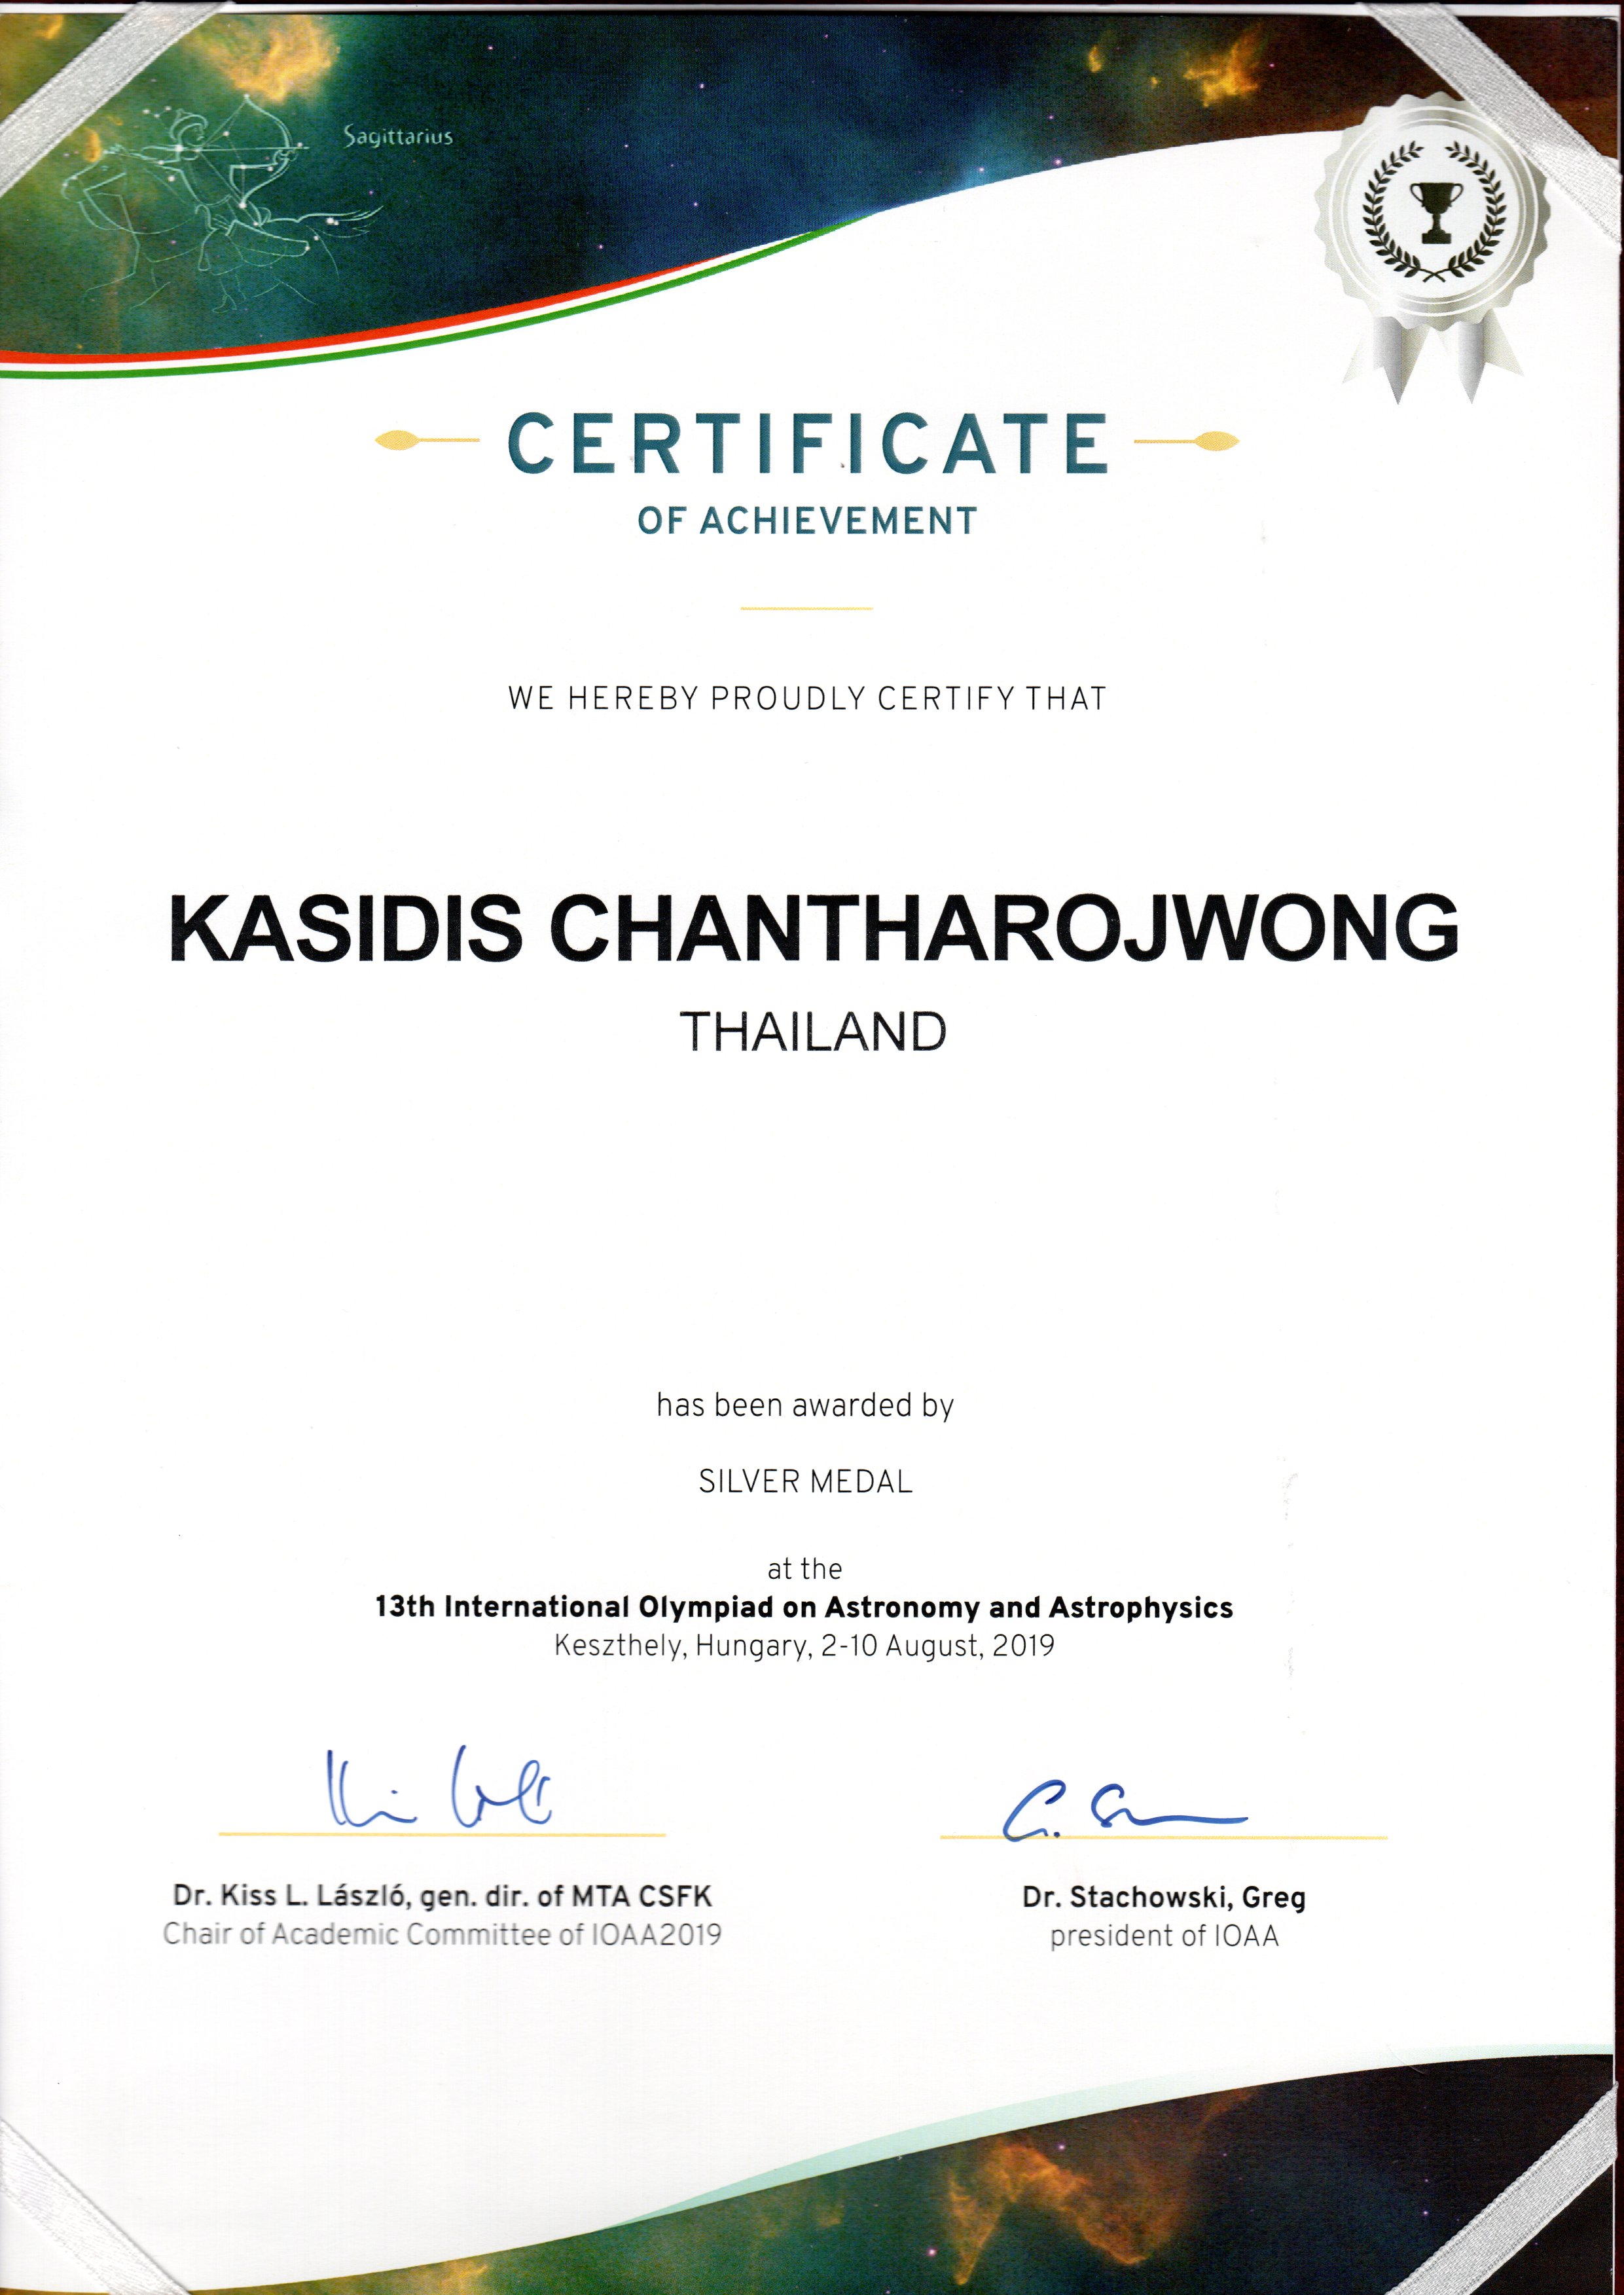 Sagittarius
CERTIFICATE
OF ACHIEVEMENT
WE HEREBY PROUDLY CERTIFY THAT
KASIDIS CHANTHAROJWONG
THAILAND
has been awarded by
SILVER MEDAL
at the
13th International Olympiad on Astronomy and Astrophysics
Keszthely, Hungary, 2-10 August, 2019
Dr. Kiss L. László, gen. dir. of MTA CSFK
Chair of Academic Committee of IOAA2019
Dr. Stachowski, Greg
president of IOAA